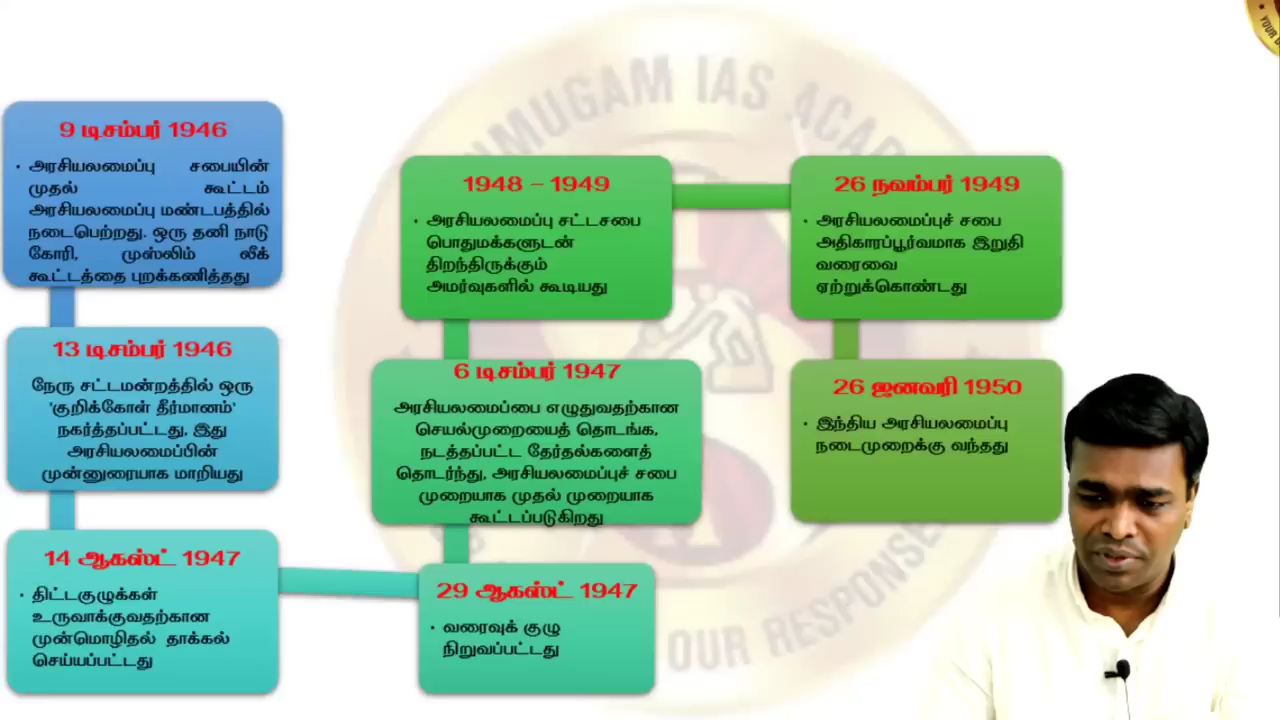 9 டிசம்பர் 1946
• அரசியலமைப்பு சபையின்
முதல் கூட்டம்
அரசியலமைப்பு மண்டபத்தில்
நடைபெற்றது. ஒரு தனி நாடு
கோரி, முஸ்லிம் லீக்
கூட்டத்தை புறக்கணித்தது
13 டிசம்பர் 1946
நேரு சட்டமன்றத்தில் ஒரு
'குறிக்கோள் தீர்மானம்'
நகர்த்தப்பட்டது, இது
அரசியலமைப்பின்
முன்னுரையாக மாறியது
14 ஆகஸ்ட் 1947
• திட்டகுழுக்கள்
உருவாக்குவதற்கான
முன்மொழிதல் தாக்கல்
செய்யப்பட்டது
29 ஆகஸ்ட் 1947
• வரைவுக் குழு
நிறுவப்பட்டது
6 டிசம்பர் 1947
அரசியலமைப்பை எழுதுவதற்கான
செயல்முறையைத் தொடங்க,
நடத்தப்பட்ட தேர்தல்களைத்
தொடர்ந்து, அரசியலமைப்புச் சபை
முறையாக முதல் முறையாக
கூட்டப்படுகிறது
1948 – 1949
• அரசியலமைப்பு சட்டசபை
பொதுமக்களுடன்
திறந்திருக்கும்
அமர்வுகளில் கூடியது
26 நவம்பர் 1949
• அரசியலமைப்புச் சபை
அதிகாரப்பூர்வமாக இறுதி
வரைவை
ஏற்றுக்கொண்டது
26 ஜனவரி 1950
• இந்திய அரசியலமைப்பு
நடைமுறைக்கு வந்தது
IAS
OUR RESPONSE
YOUR